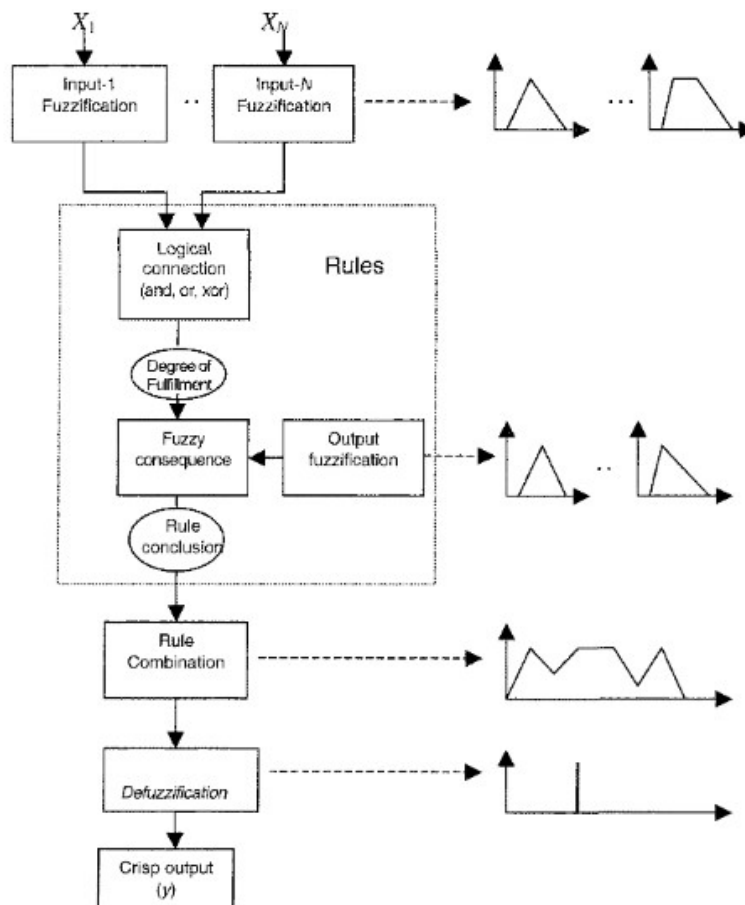 X1 XN
Input-1
Fuzzification
. .
Input-N
Fuzzification
...
Logical
connection
(and, or, xor)
Rules
Degree of
Fulfillment
Fuzzy
consequence
Output
fuzzification
. .
Rule
conclusion
Rule
Combination
Defuzzification
Crisp output
(y)